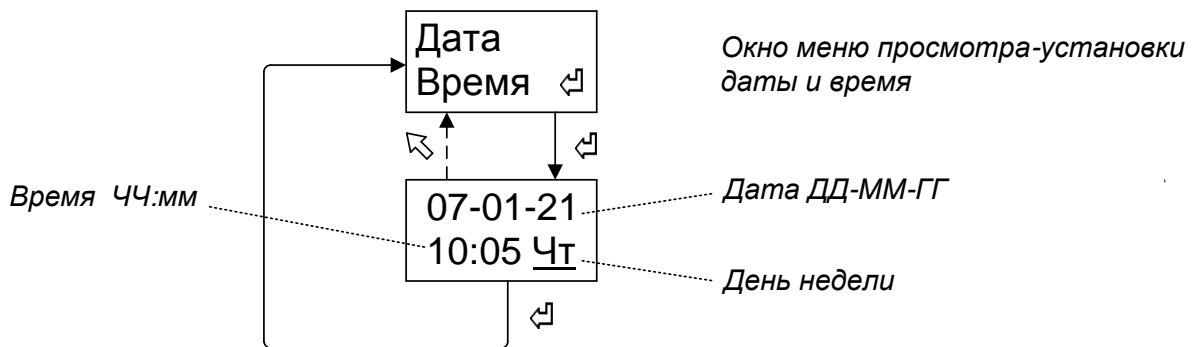 Дата
Время
Окно меню просмотра-установки
даты и время
Время ЧЧ:мм
07-01-21
10:05 Чт
Дата ДД-ММ-ГГ
День недели